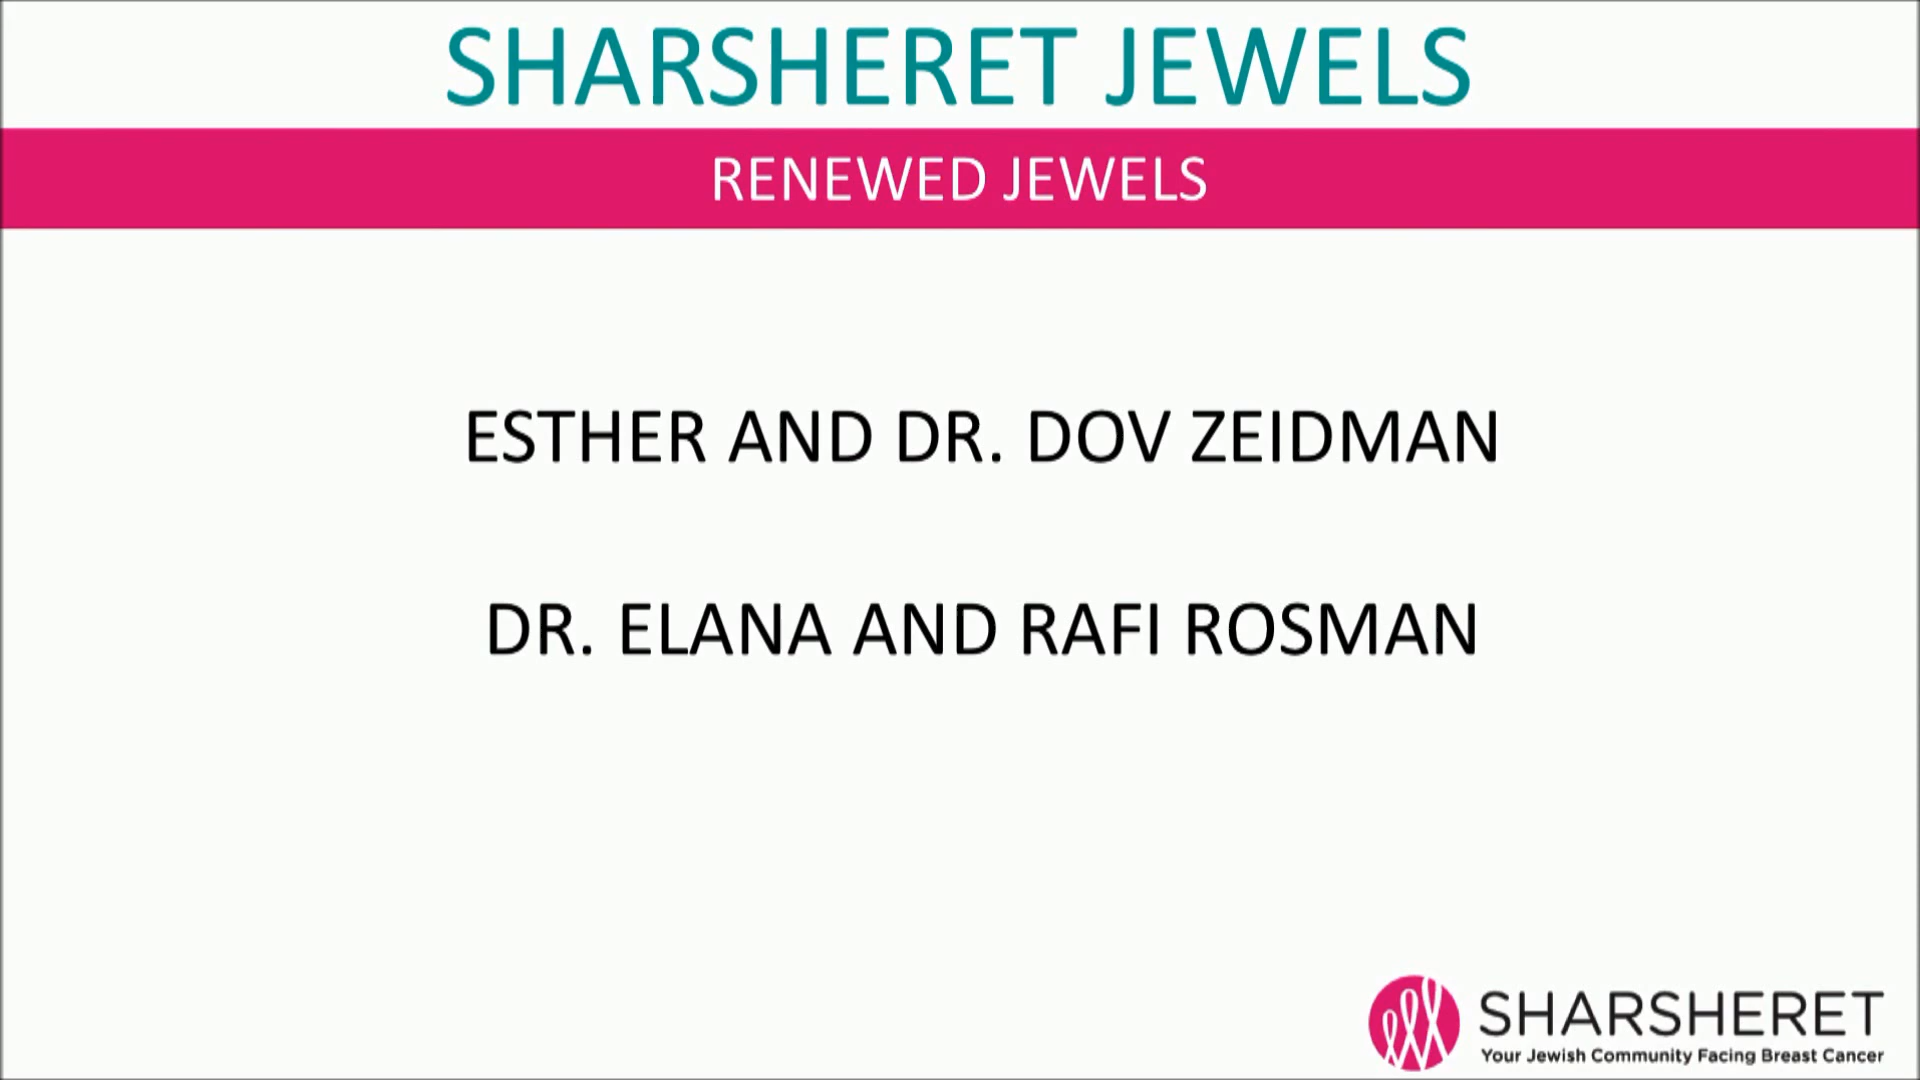 SHARSHERET JEWELS
RENEWED JEWELS
ESTHER AND DR. DOV ZEIDMAN
DR. ELANA AND RAFI ROSMAN
SHARSHERET
Your Jewish Community Facing Breast Cancer